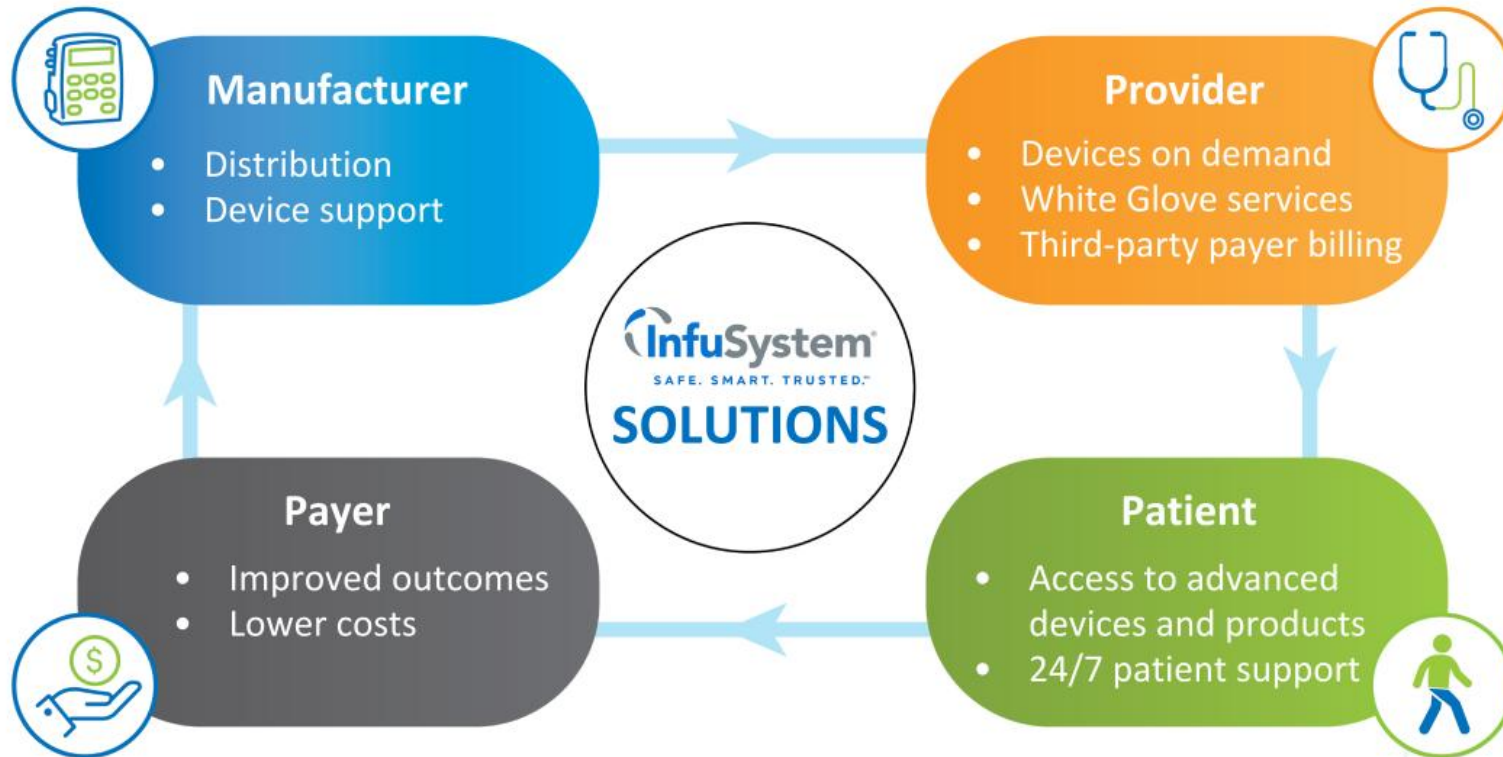 Manufacturer
• Distribution
• Device support
Provider
• Devices on demand
• White Glove services
• Third-party payer billing
InfuSystem®
SAFE. SMART. TRUSTED.™
SOLUTIONS
Payer
• Improved outcomes
• Lower costs
$
Patient
• Access to advanced
devices and products
• 24/7 patient support